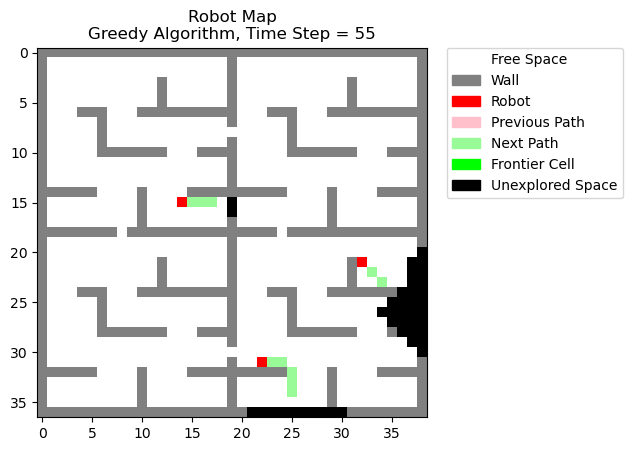 Robot Map
Greedy Algorithm, Time Step = 55
Free Space
Wall
Robot
Previous Path
Next Path
Frontier Cell
Unexplored Space
0
5
10
15
20
25
30
35
0 5 10 15 20 25 30 35